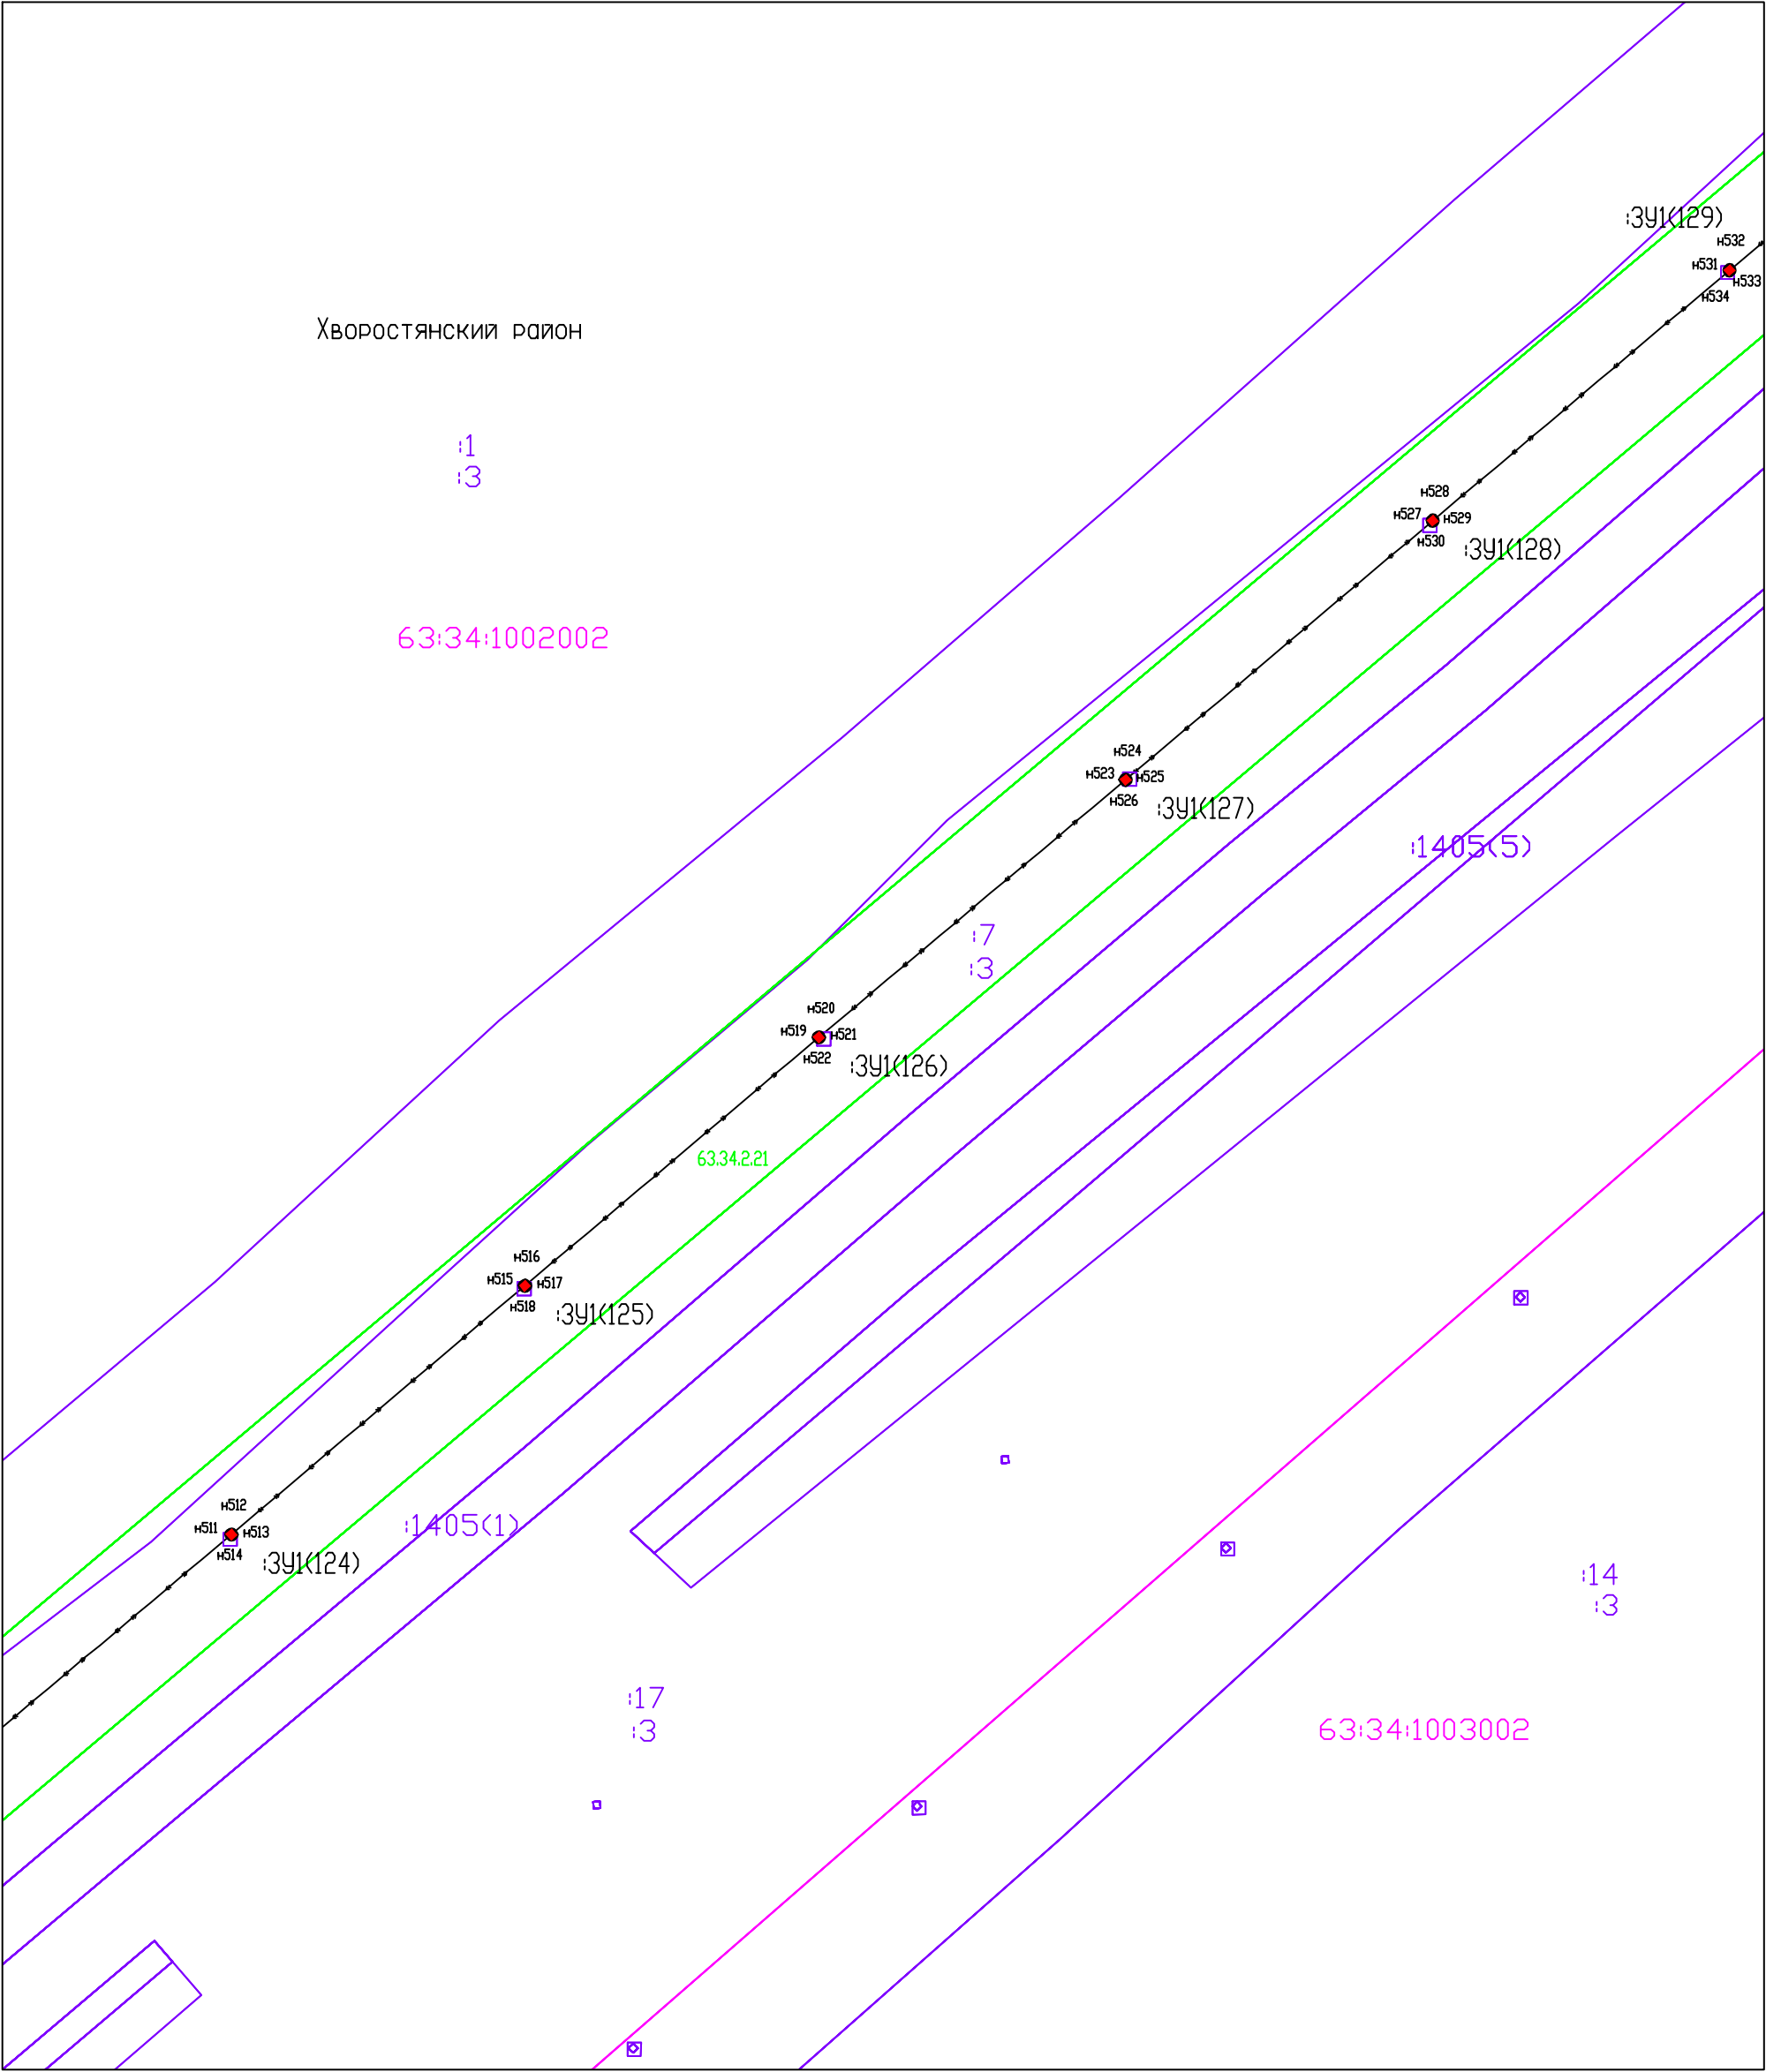 :ЗУ1(129)
н532
н531
н533
н534
Хворостянский район
:1
:3
н528
н527
н529
н530
:ЗУ1(128)
63:34:1002002
н524
н523
н525
н526
:ЗУ1(127)
:1405(5)
:7
:3
н520
н519
н521
н522
:ЗУ1(126)
63.34.2.21
н516
н515
н517
н518
:ЗУ1(125)
н512
н511
н513
н514
:ЗУ1(124)
:1405(1)
:14
:3
:17
:3
63:34:1003002